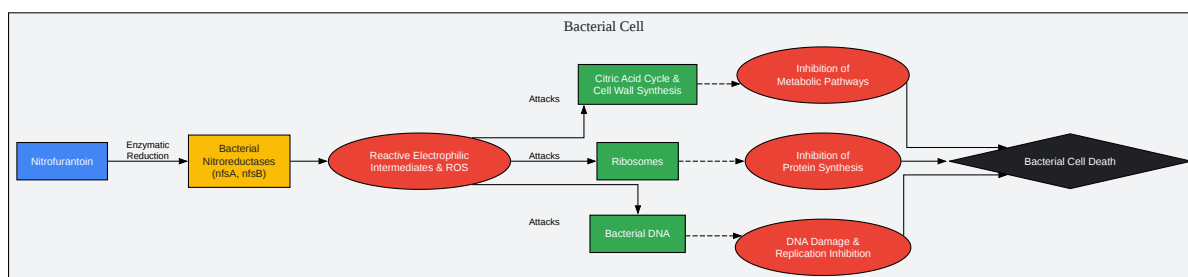 Bacterial Cell
Nitrofurantoin
Enzymatic
Reduction
Bacterial
Nitroreductases
(nfsA, nfsB)
Reactive Electrophilic
Intermediates & ROS
Attacks
Citric Acid Cycle &
Cell Wall Synthesis
Inhibition of
Metabolic Pathways
Attacks
Ribosomes
Inhibition of
Protein Synthesis
Bacterial Cell Death
Attacks
Bacterial DNA
DNA Damage &
Replication Inhibition